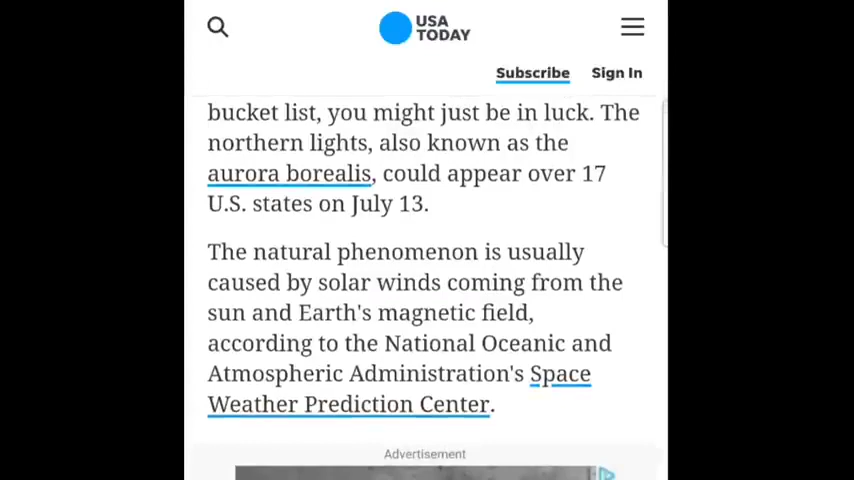 USA
TODAY
Subscribe Sign In
bucket list, you might just be in luck. The
northern lights, also known as the
aurora borealis, could appear over 17
U.S. states on July 13.
The natural phenomenon is usually
caused by solar winds coming from the
sun and Earth's magnetic field,
according to the National Oceanic and
Atmospheric Administration's Space
Weather Prediction Center.
Advertisement